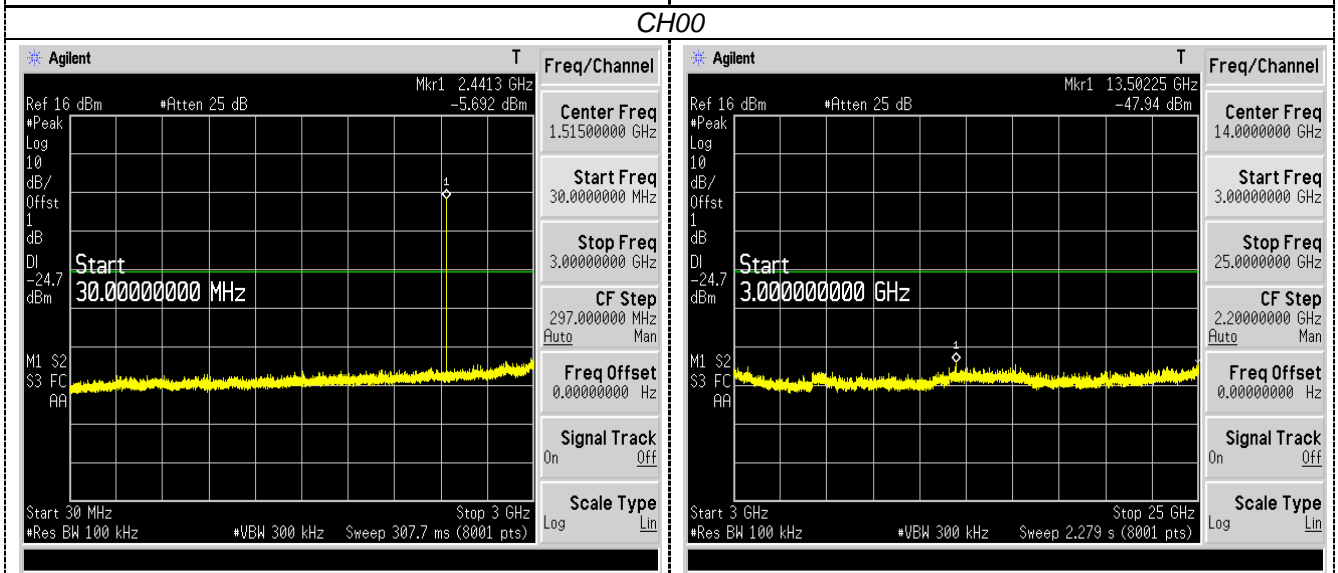 CH00
Agilent T
Mkr1 2.4413 GHz
Ref 16 dBm #Atten 25 dB -5.692 dBm
#Peak
Log
10
dB/
Offst
1
dB
DI
-24.7
dBm
M1 S2
S3 FC
AA
1
Start
30.00000000 MHz
Start 30 MHz Stop 3 GHz
#Res BW 100 kHz #VBW 300 kHz Sweep 307.7 ms (8001 pts)
Freq/Channel
Center Freq
1.51500000 GHz
Start Freq
30.0000000 MHz
Stop Freq
3.00000000 GHz
CF Step
297.000000 MHz
Auto Man
Freq Offset
0.00000000 Hz
Signal Track
On Off
Scale Type
Log Lin
Agilent T
Mkr1 13.50225 GHz
Ref 16 dBm #Atten 25 dB -47.94 dBm
#Peak
Log
10
dB/
Offst
1
dB
DI
-24.7
dBm
M1 S2
S3 FC
AA
1
Start
3.000000000 GHz
Start 3 GHz Stop 25 GHz
#Res BW 100 kHz #VBW 300 kHz Sweep 2.279 s (8001 pts)
Freq/Channel
Center Freq
14.0000000 GHz
Start Freq
3.00000000 GHz
Stop Freq
25.0000000 GHz
CF Step
2.20000000 GHz
Auto Man
Freq Offset
0.00000000 Hz
Signal Track
On Off
Scale Type
Log Lin